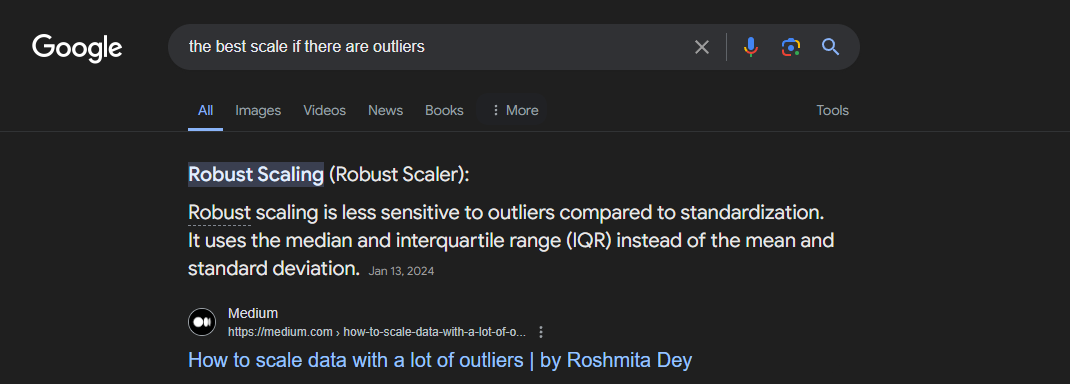 Google
the best scale if there are outliers
All Images Videos News Books More Tools
Robust Scaling (Robust Scaler):
Robust scaling is less sensitive to outliers compared to standardization.
It uses the median and interquartile range (IQR) instead of the mean and
standard deviation. Jan 13, 2024
Medium
https://medium.com › how-to-scale-data-with-a-lot-of-o...
How to scale data with a lot of outliers | by Roshmita Dey